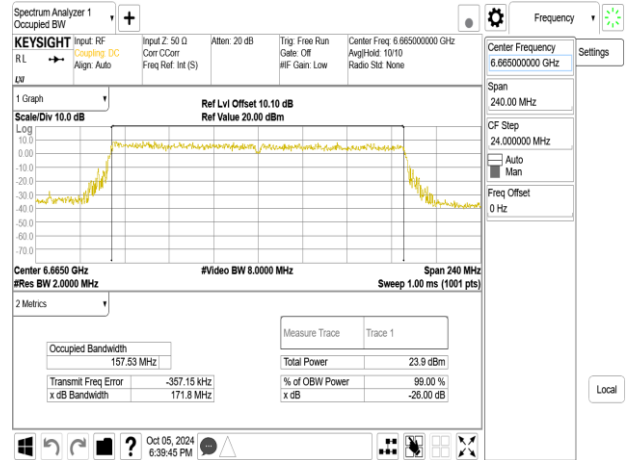 Spectrum Analyzer 1
Occupied BW
Frequency
KEYSIGHT
RL
LXI
Input: RF
Coupling: DC
Align: Auto
Input Z: 50 Ω
Corr CCorr
Freq Ref: Int (S)
Atten: 20 dB
Trig: Free Run
Gate: Off
#IF Gain: Low
Center Freq: 6.665000000 GHz
Avg|Hold: 10/10
Radio Std: None
Center Frequency
6.665000000 GHz
Settings
Span
240.00 MHz
CF Step
24.000000 MHz
Auto
Man
Freq Offset
0 Hz
Local
1 Graph
Scale/Div 10.0 dB
Ref Lvl Offset 10.10 dB
Ref Value 20.00 dBm
Log
10.0
0.00
-10.0
-20.0
-30.0
-40.0
-50.0
-60.0
-70.0
Center 6.6650 GHz
#Video BW 8.0000 MHz
Span 240 MHz
#Res BW 2.0000 MHz
Sweep 1.00 ms (1001 pts)
2 Metrics
Measure Trace Trace 1
Occupied Bandwidth
157.53 MHz
Total Power 23.9 dBm
Transmit Freq Error -357.15 kHz
% of OBW Power 99.00 %
x dB Bandwidth 171.8 MHz
x dB -26.00 dB
?
Oct 05, 2024
6:39:45 PM